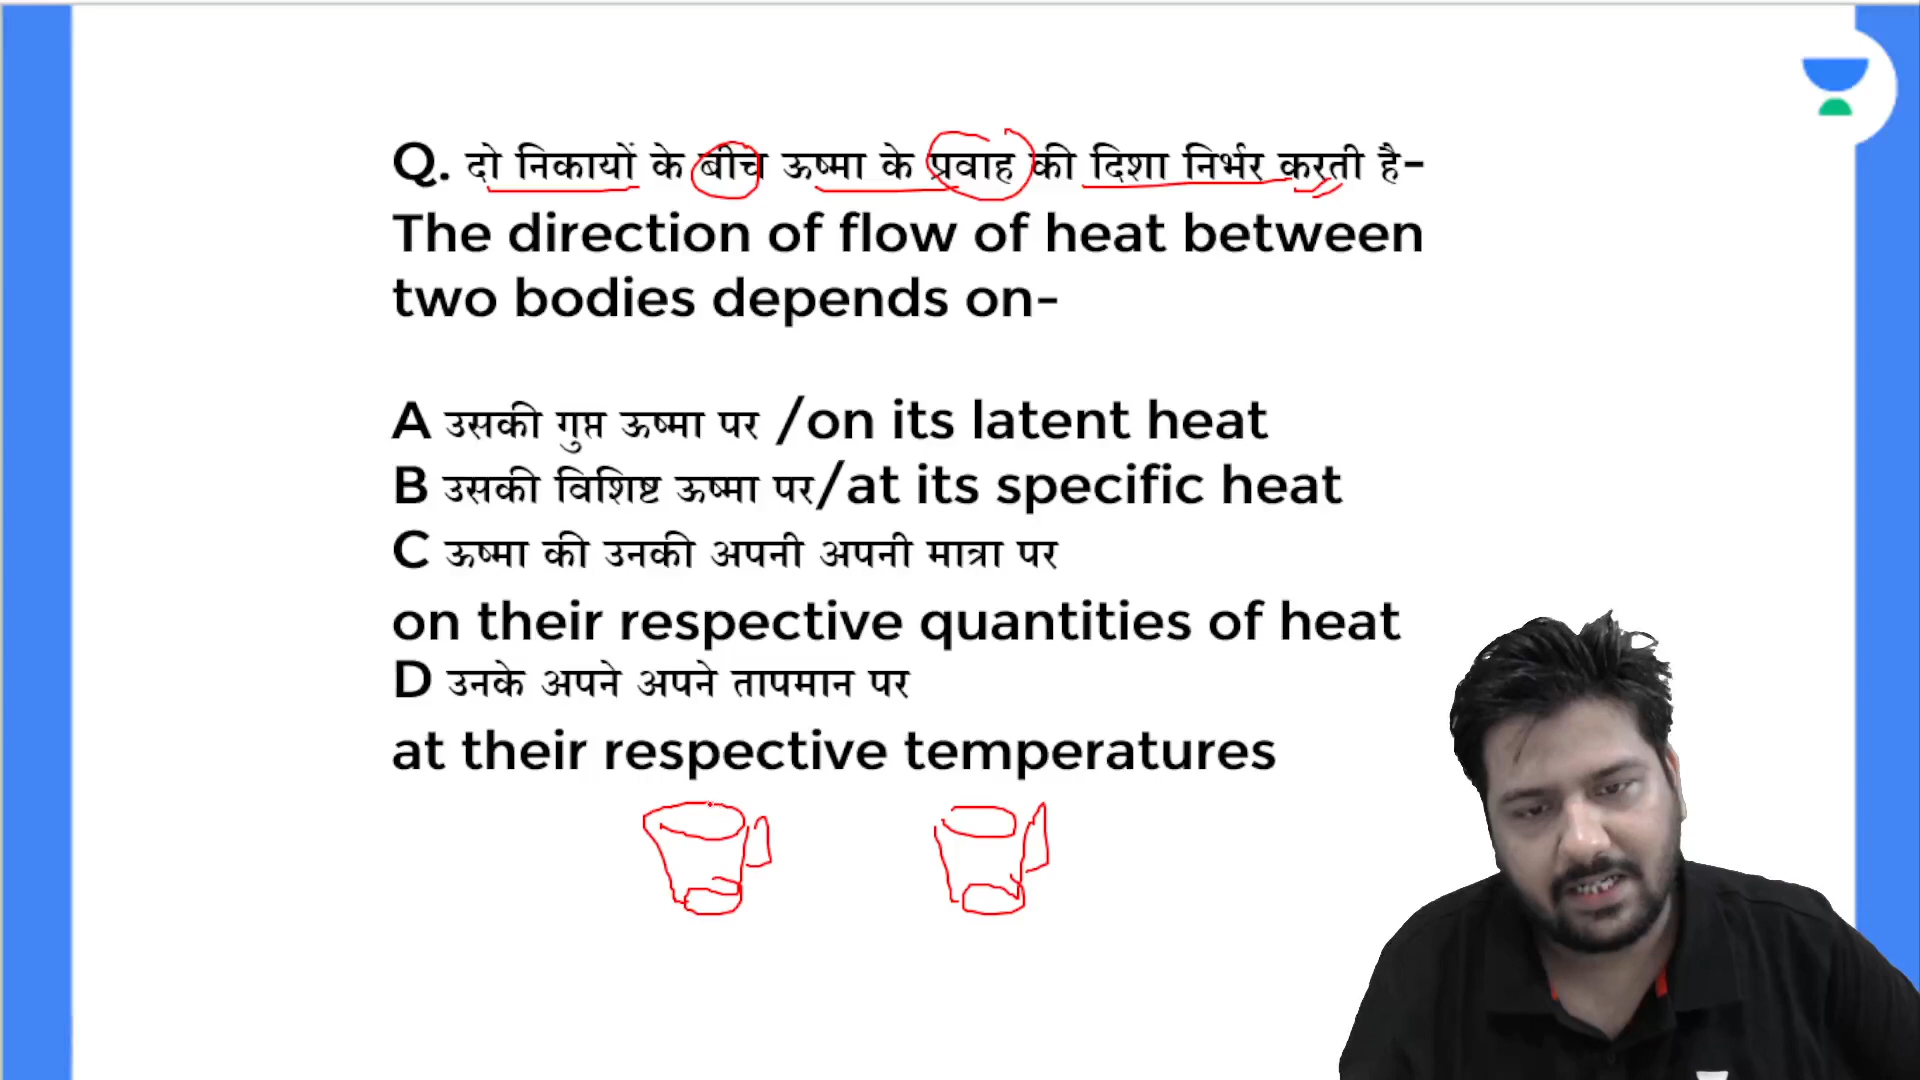 Q. दो निकायों के बीच ऊष्मा के प्रवाह की दिशा निर्भर करती है-
The direction of flow of heat between
two bodies depends on-
A उसकी गुप्त ऊष्मा पर /on its latent heat
B उसकी विशिष्ट ऊष्मा पर/at its specific heat
C ऊष्मा की उनकी अपनी अपनी मात्रा पर
on their respective quantities of heat
D उनके अपने अपने तापमान पर
at their respective temperatures